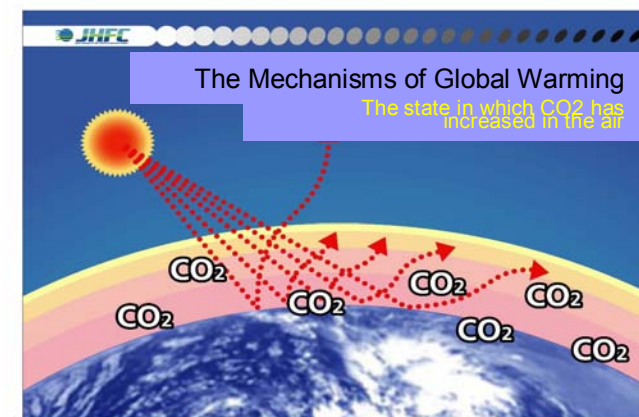 JHFC
The Mechanisms of Global Warming
The state in which CO2 has
increased in the air
CO2
CO2
CO2
CO2
CO2
CO2
CO2